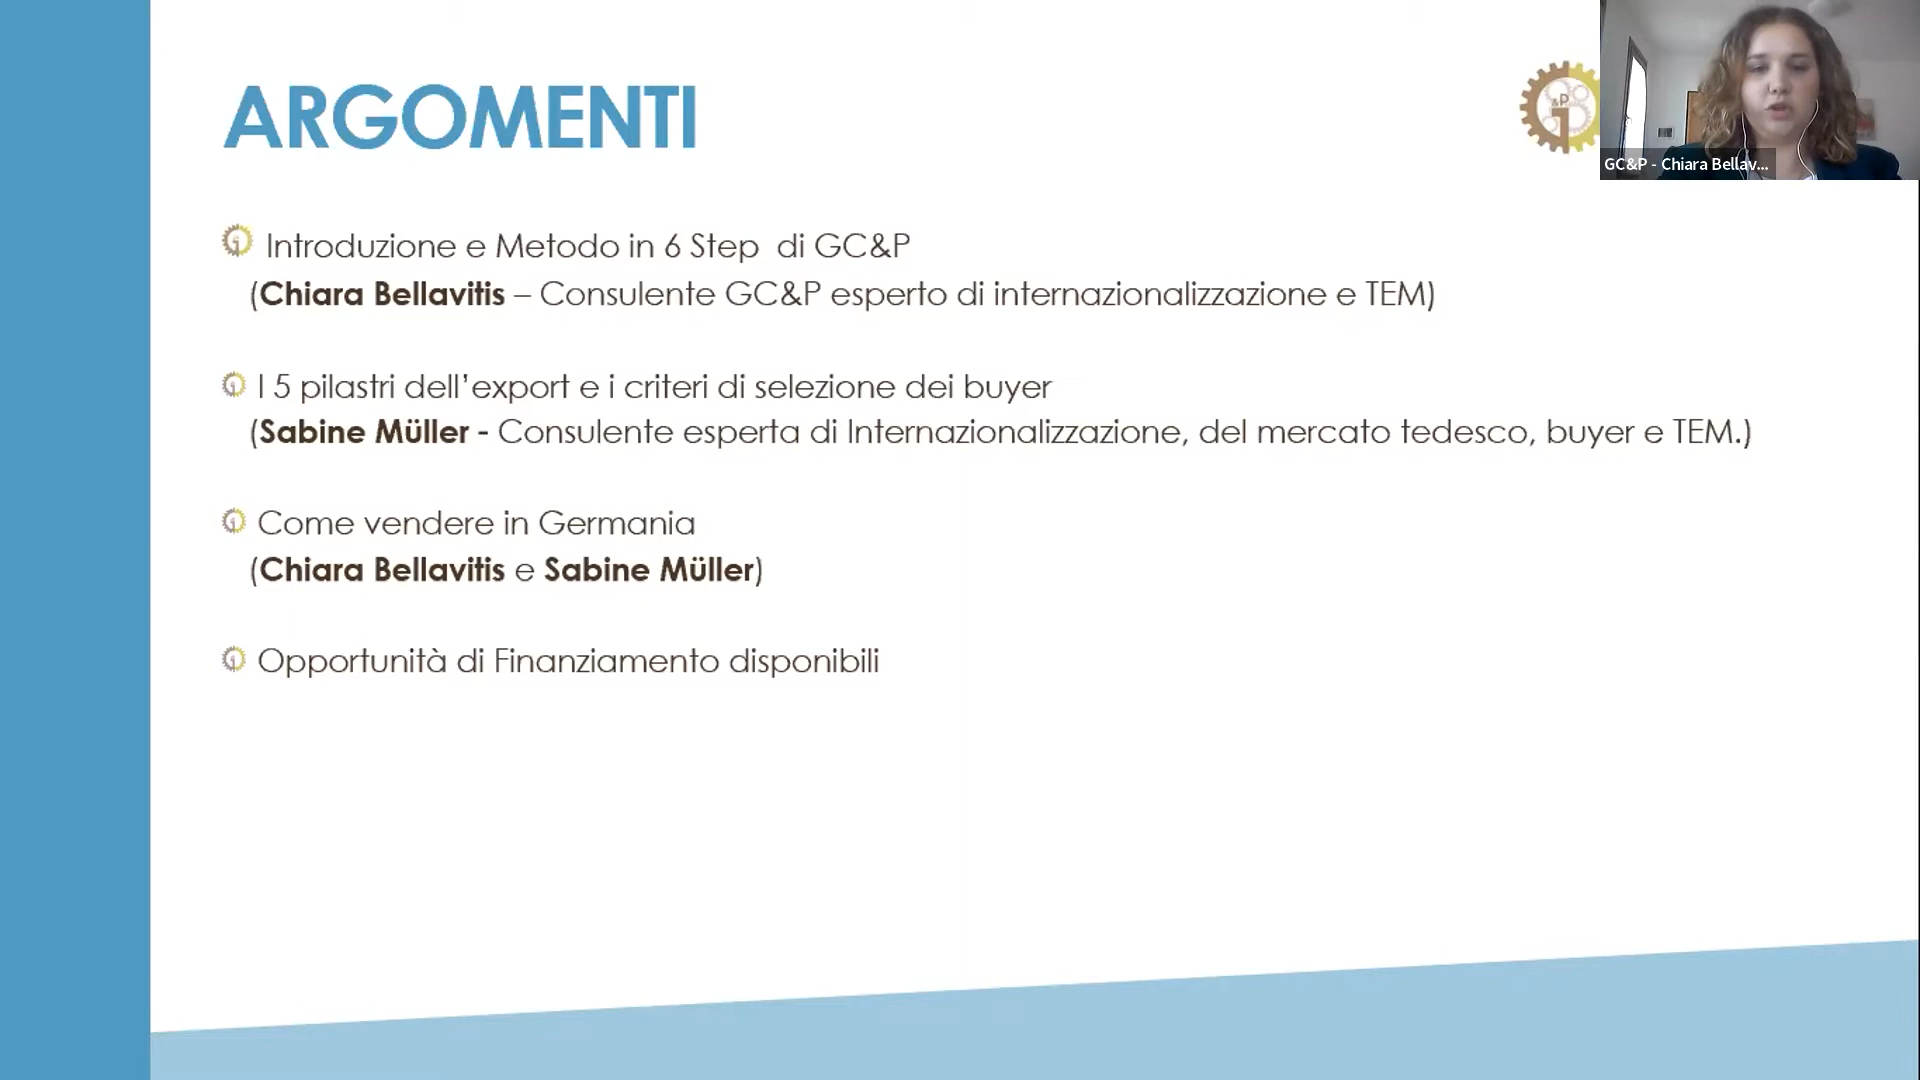 ARGOMENTI
GC&P - Chiara Bellav...
Introduzione e Metodo in 6 Step di GC&P
(Chiara Bellavitis – Consulente GC&P esperto di internazionalizzazione e TEM)
I 5 pilastri dell’export e i criteri di selezione dei buyer
(Sabine Müller - Consulente esperta di Internazionalizzazione, del mercato tedesco, buyer e TEM.)
Come vendere in Germania
(Chiara Bellavitis e Sabine Müller)
Opportunità di Finanziamento disponibili